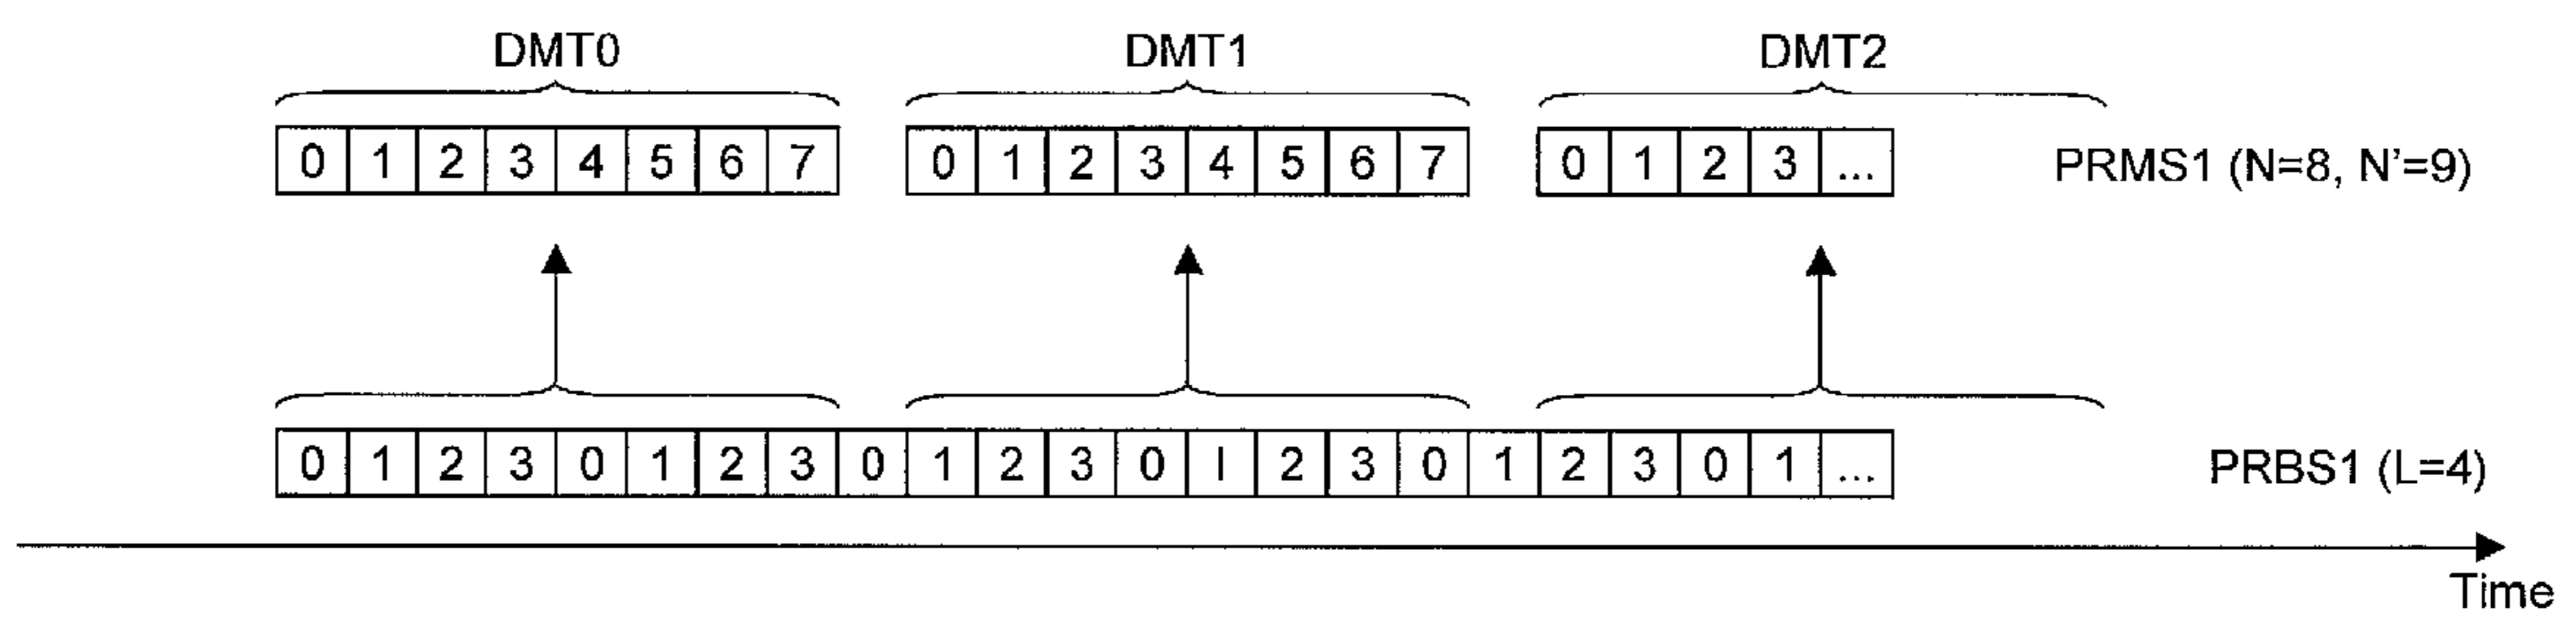 DMT0 DMT1 DMT2
0 1 2 3 4 5 6 7 0 1 2 3 4 5 6 7 0 1 2 3 ... PRMS1 (N=8, N'=9)
0 1 2 3 0 1 2 3 0 1 2 3 0 1 2 3 0 1 2 3 0 1 ... PRBS1 (L=4)
Time